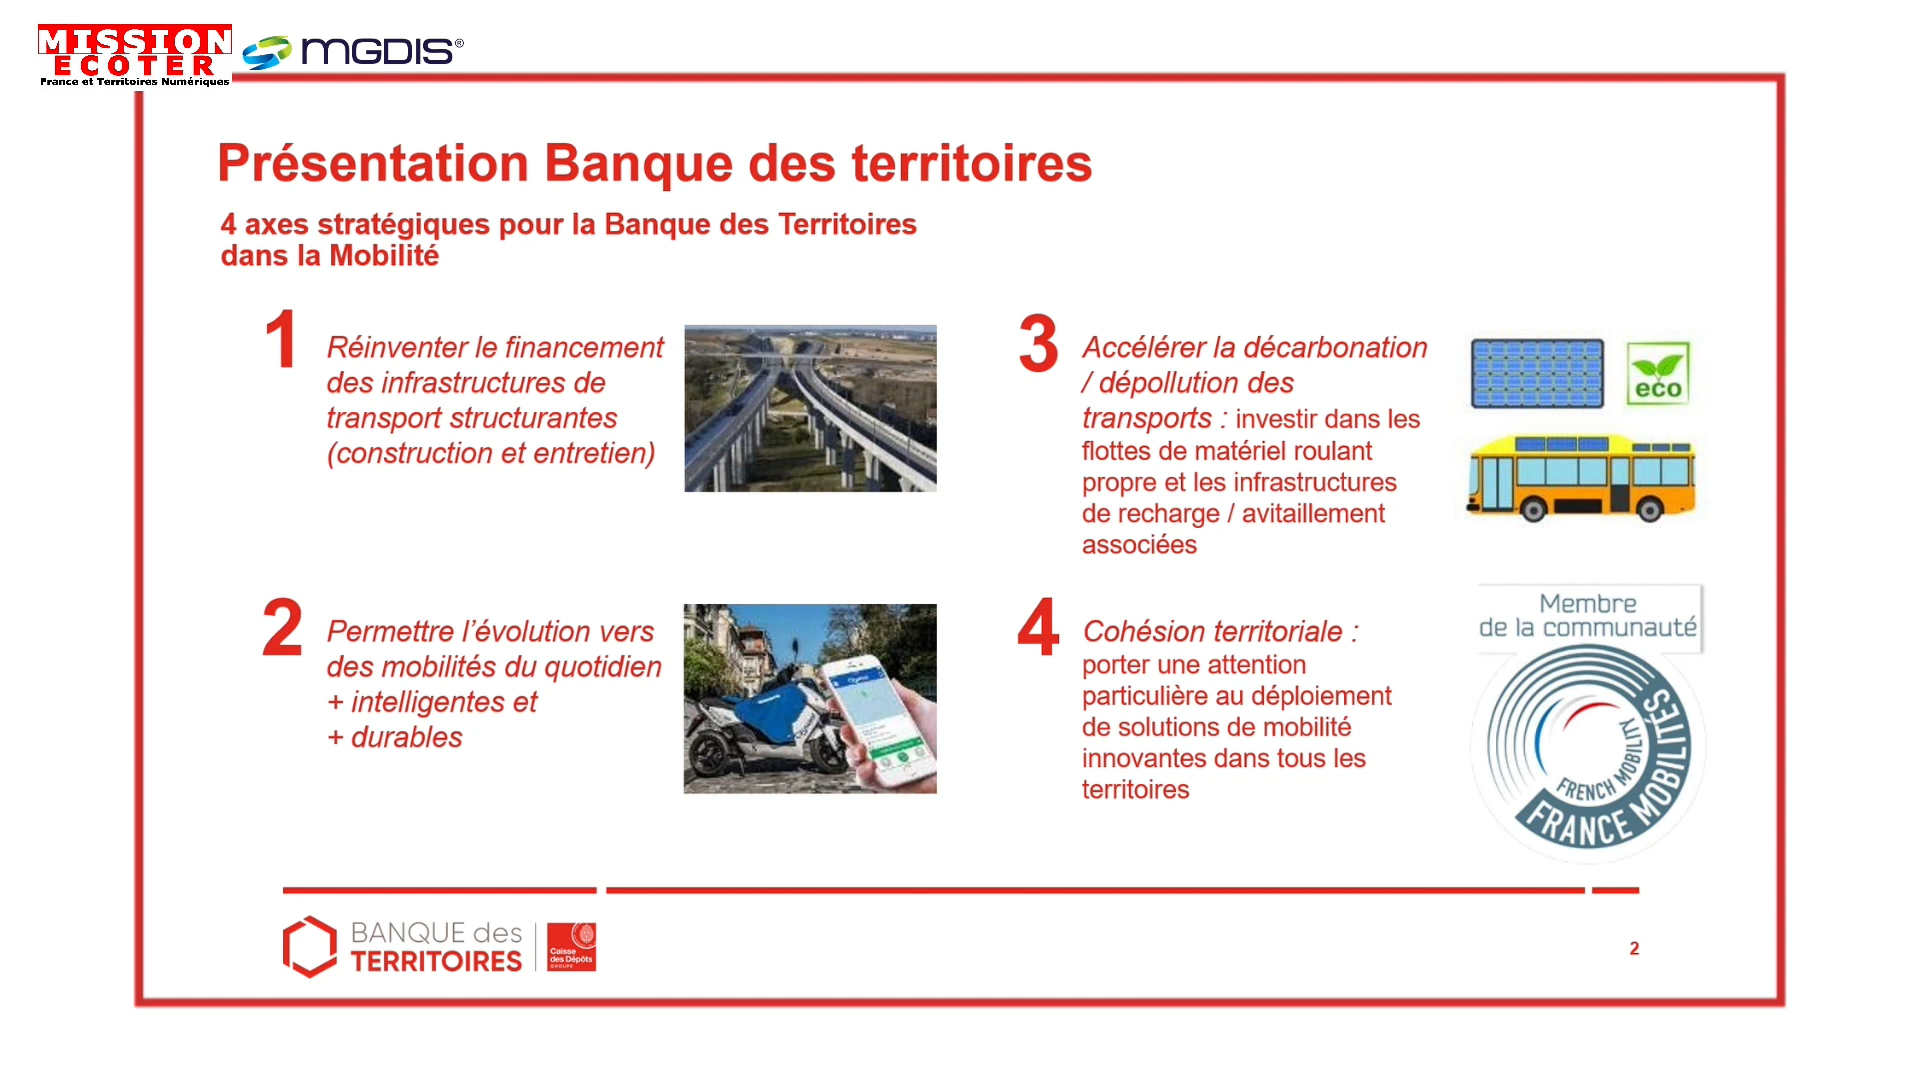 MISSION
ECOTER
France et Territoires Numériques
MGDIS®
Présentation Banque des territoires
4 axes stratégiques pour la Banque des Territoires
dans la Mobilité
1
Réinventer le financement
des infrastructures de
transport structurantes
(construction et entretien)
2
Permettre l’évolution vers
des mobilités du quotidien
+ intelligentes et
+ durables
3
Accélérer la décarbonation
/ dépollution des
transports : investir dans les
flottes de matériel roulant
propre et les infrastructures
de recharge / avitaillement
associées
eco
4
Cohésion territoriale :
porter une attention
particulière au déploiement
de solutions de mobilité
innovantes dans tous les
territoires
Membre
de la communauté
FRENCH MOBILITY
FRANCE MOBILITÉS
BANQUE des
TERRITOIRES
Caisse
des Dépôts
GROUPE
2